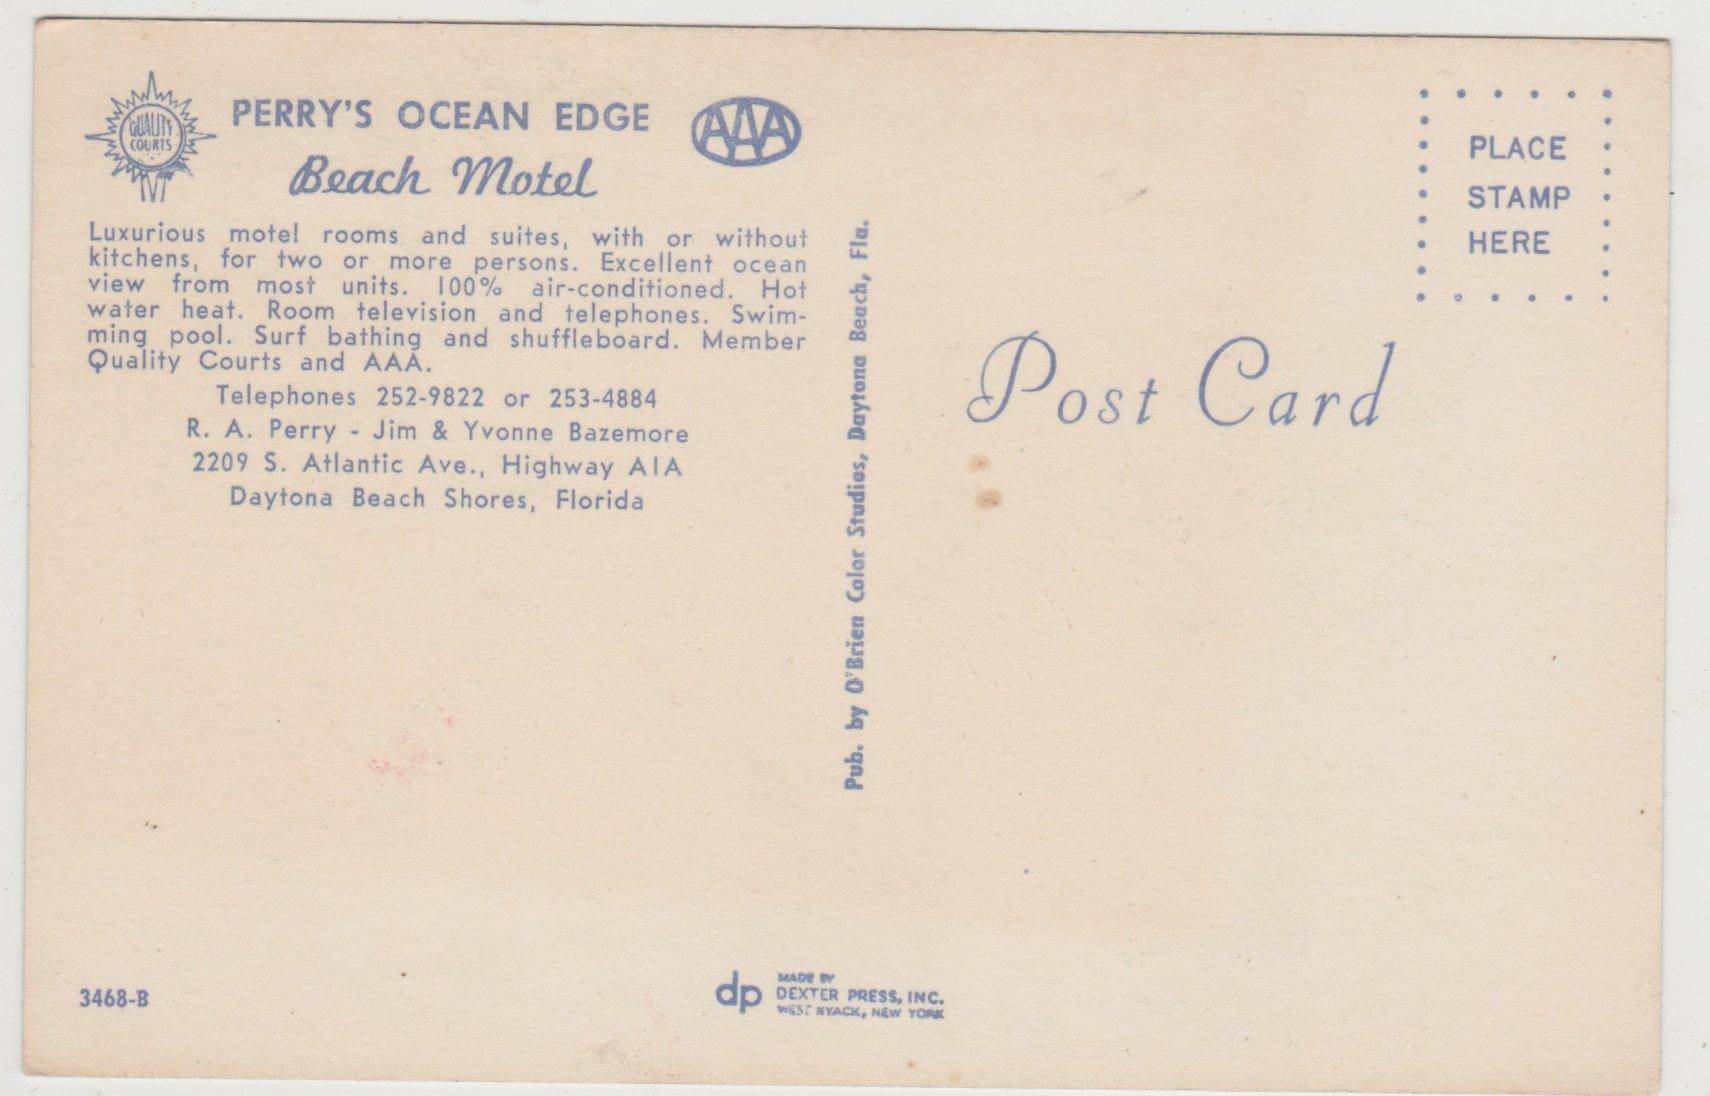 QUALITY
COURTS
PERRY'S OCEAN EDGE
Beach Motel
AAA
Luxurious motel rooms and suites, with or without
kitchens, for two or more persons. Excellent ocean
view from most units. 100% air-conditioned. Hot
water heat. Room television and telephones. Swim-
ming pool. Surf bathing and shuffleboard. Member
Quality Courts and AAA.
Telephones 252-9822 or 253-4884
R. A. Perry - Jim & Yvonne Bazemore
2209 S. Atlantic Ave., Highway A1A
Daytona Beach Shores, Florida
3468-B
Pub. by O'Brien Color Studios, Daytona Beach, Fla.
dp
MADE BY
DEXTER PRESS, INC.
WEST NYACK, NEW YORK
PLACE
STAMP
HERE
Post Card